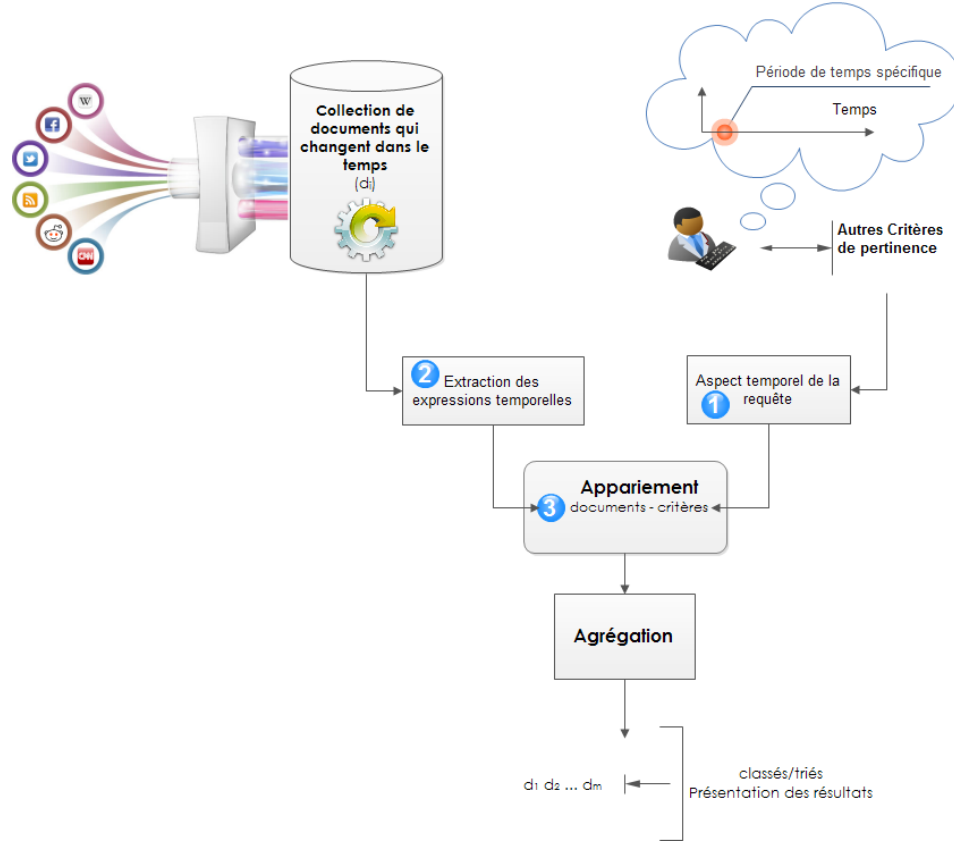 W
Collection de
documents qui
changent dans le
temps
(di)
Période de temps spécifique
Temps
Autres Critères
de pertinence
CNN
2 Extraction des
expressions temporelles
Aspect temporel de la
1 requête
Appariement
3 documents - critères
Agrégation
d1 d2 ... dm
classés/triés
Présentation des résultats